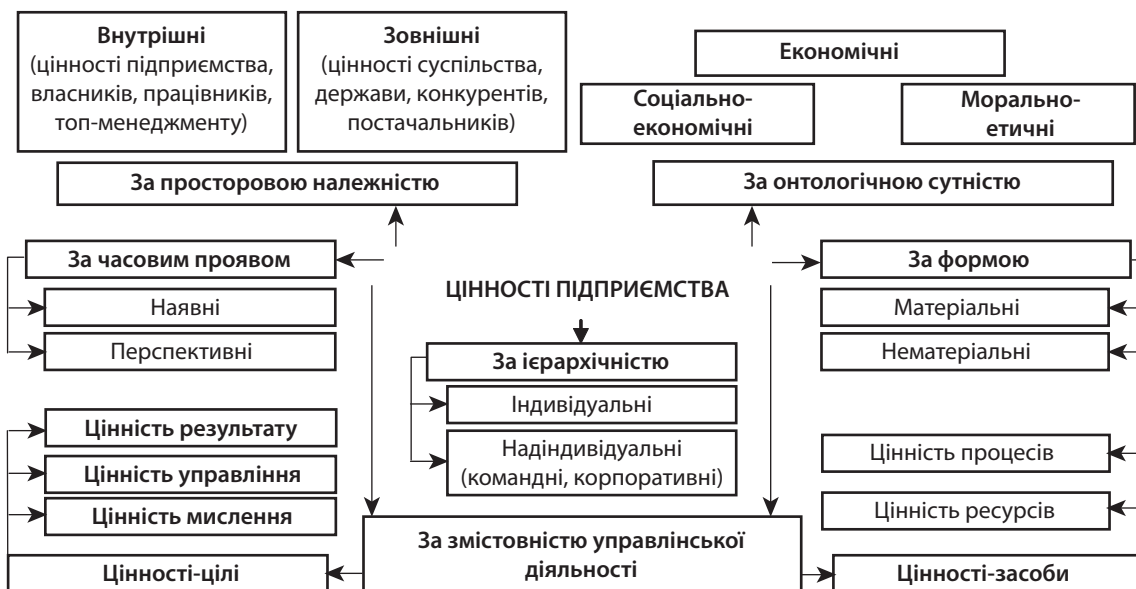 Внутрішні
(цінності підприємства,
власників, працівників,
топ-менеджменту)
Зовнішні
(цінності суспільства,
держави, конкурентів,
постачальників)
Економічні
Соціально-
економічні
Морально-
етичні
За просторовою належністю
За онтологічною сутністю
За часовим проявом
Наявні
Перспективні
ЦІННОСТІ ПІДПРИЄМСТВА
За ієрархічністю
Індивідуальні
Надіндивідуальні
(командні, корпоративні)
За формою
Матеріальні
Нематеріальні
Цінність результату
Цінність управління
Цінність мислення
Цінності-цілі
За змістовністю управлінської
діяльності
Цінність процесів
Цінність ресурсів
Цінності-засоби